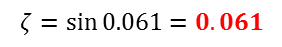 ζ = sin 0.061 = 0.061